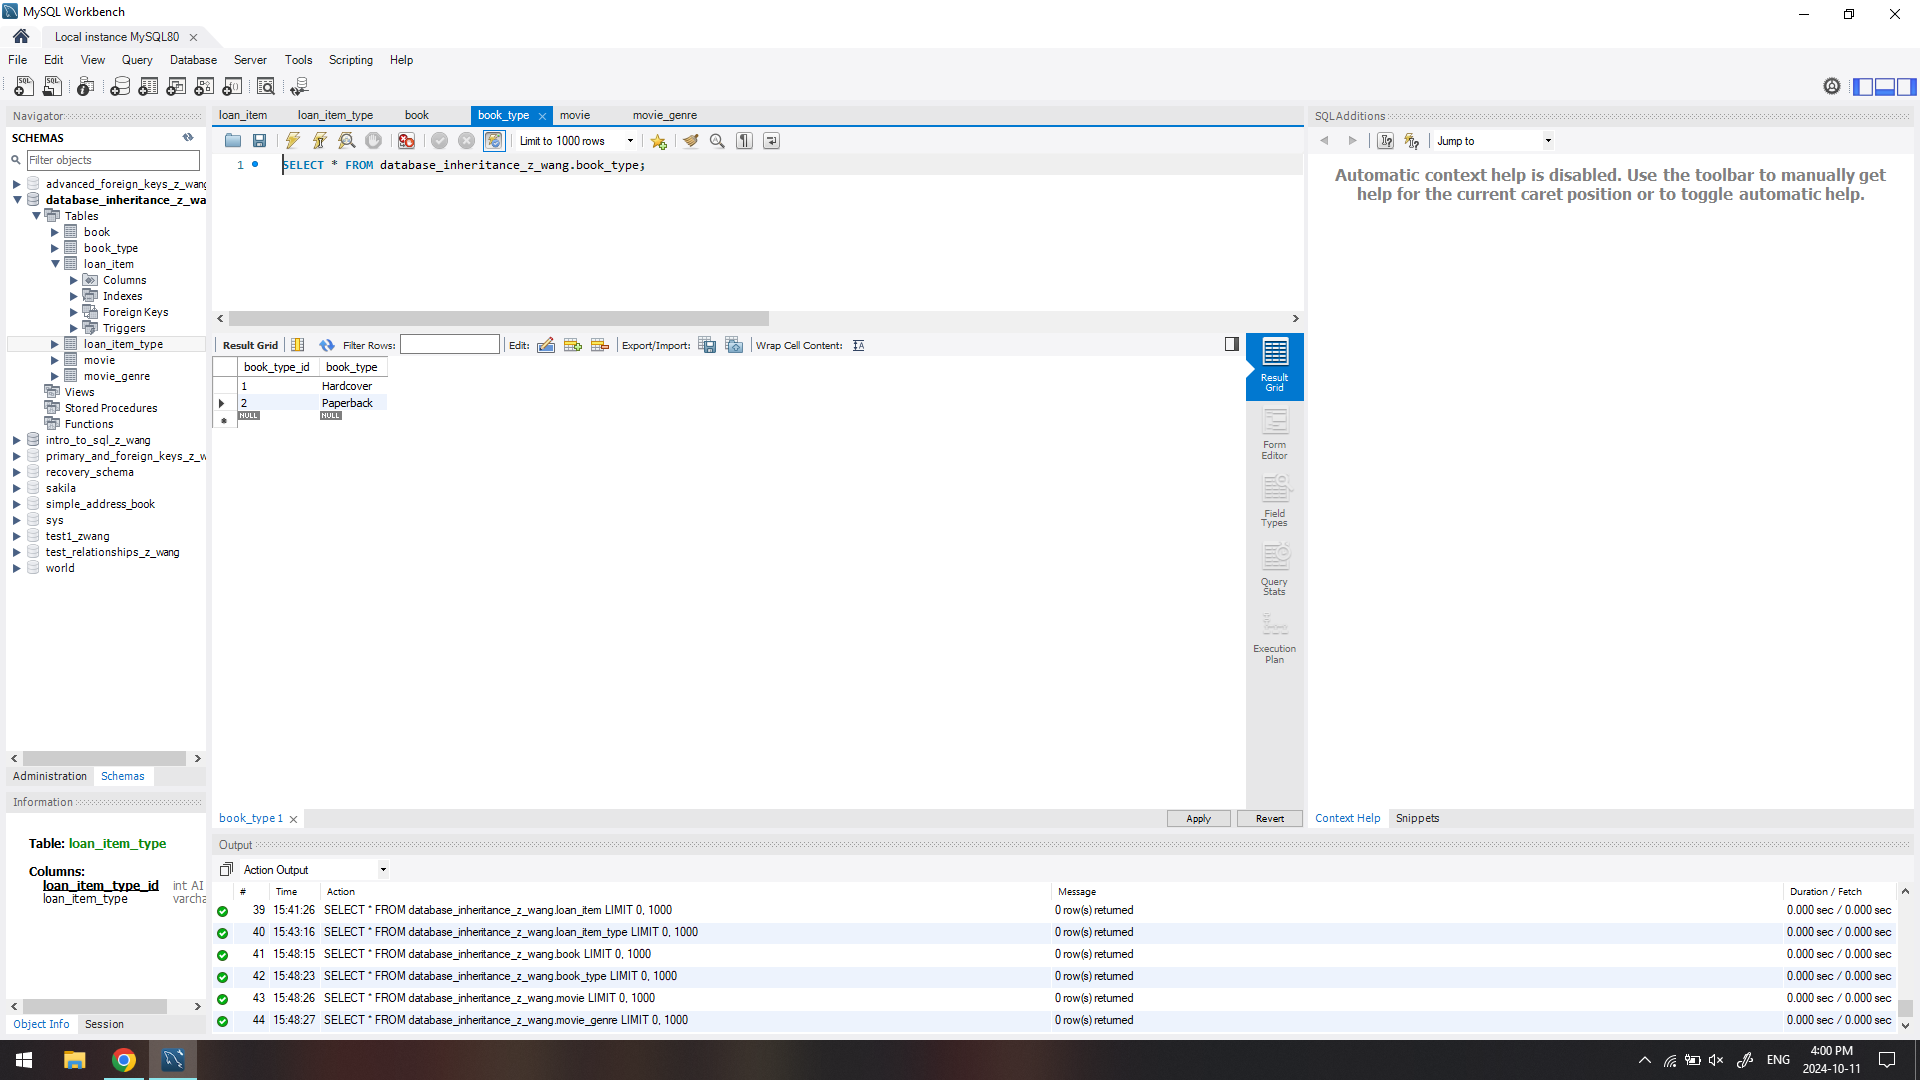 MySQL Workbench
Local instance MySQL80
File Edit View Query Database Server Tools Scripting Help
Navigator
SCHEMAS
Filter objects
advanced_foreign_keys_z_wang
database_inheritance_z_wa
Tables
book
book_type
loan_item
Columns
Indexes
Foreign Keys
Triggers
loan_item_type
movie
movie_genre
Views
Stored Procedures
Functions
intro_to_sql_z_wang
primary_and_foreign_keys_z_w
recovery_schema
sakila
simple_address_book
sys
test1_zwang
test_relationships_z_wang
world
Administration Schemas
Information
Table: loan_item_type
Columns:
loan_item_type_id int AI
loan_item_type varcha
Object Info Session
loan_item loan_item_type book book_type movie movie_genre
Limit to 1000 rows
1 SELECT * FROM database_inheritance_z_wang.book_type;
Result Grid Filter Rows: Edit: Export/Import: Wrap Cell Content:
book_type_id book_type
1 Hardcover
2 Paperback
NULL NULL
Result Grid
Form Editor
Field Types
Query Stats
Execution Plan
book_type 1 Apply Revert
SQLAdditions
Jump to
Automatic context help is disabled. Use the toolbar to manually get
help for the current caret position or to toggle automatic help.
Context Help Snippets
Output
Action Output
# Time Action Message Duration / Fetch
39 15:41:26 SELECT * FROM database_inheritance_z_wang.loan_item LIMIT 0, 1000 0 row(s) returned 0.000 sec / 0.000 sec
40 15:43:16 SELECT * FROM database_inheritance_z_wang.loan_item_type LIMIT 0, 1000 0 row(s) returned 0.000 sec / 0.000 sec
41 15:48:15 SELECT * FROM database_inheritance_z_wang.book LIMIT 0, 1000 0 row(s) returned 0.000 sec / 0.000 sec
42 15:48:23 SELECT * FROM database_inheritance_z_wang.book_type LIMIT 0, 1000 0 row(s) returned 0.000 sec / 0.000 sec
43 15:48:26 SELECT * FROM database_inheritance_z_wang.movie LIMIT 0, 1000 0 row(s) returned 0.000 sec / 0.000 sec
44 15:48:27 SELECT * FROM database_inheritance_z_wang.movie_genre LIMIT 0, 1000 0 row(s) returned 0.000 sec / 0.000 sec
ENG
4:00 PM
2024-10-11